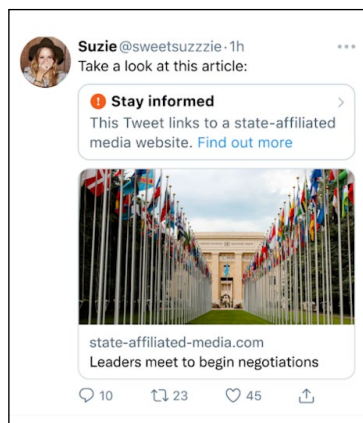 Suzie @sweetsuzzzie · 1h
Take a look at this article:
Stay informed
This Tweet links to a state-affiliated
media website. Find out more
state-affiliated-media.com
Leaders meet to begin negotiations
10 23 45